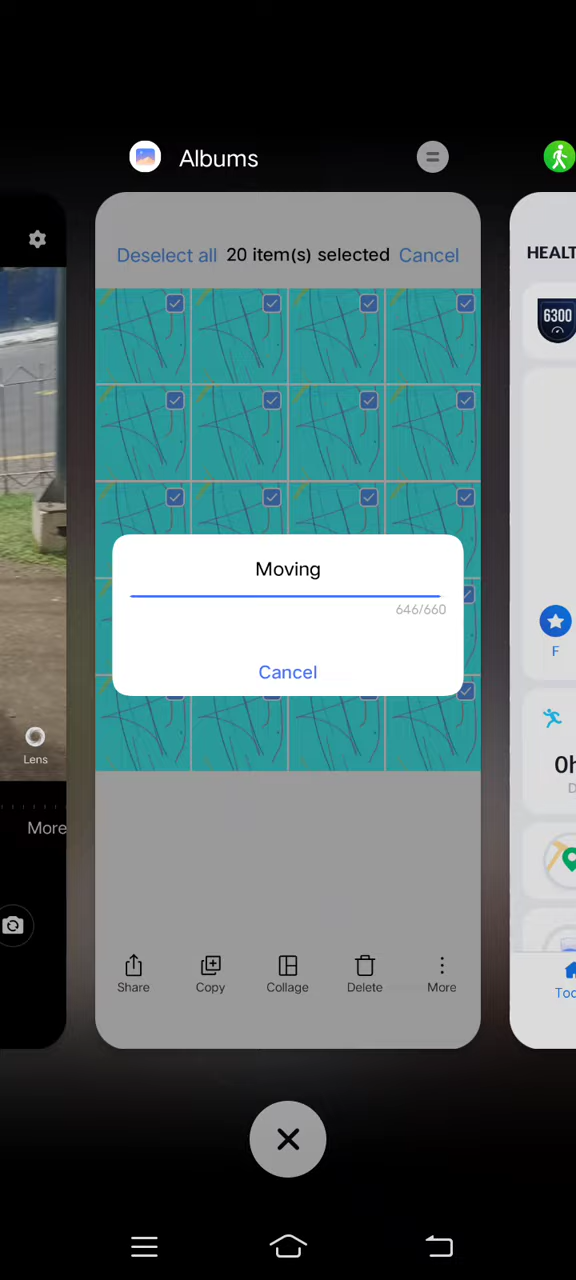 Albums
HEALT
Deselect all 20 item(s) selected Cancel
6300
Moving
646/660
F
Cancel
Lens
0h
D
More
Share Copy Collage Delete More
Tod